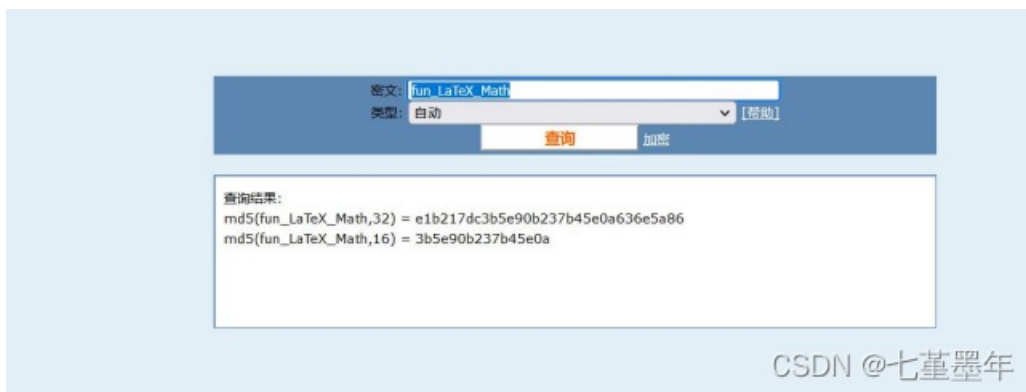 密文: fun_LaTeX_Math
类型: 自动 [帮助]
查询 加密
查询结果:
md5(fun_LaTeX_Math,32) = e1b217dc3b5e90b237b45e0a636e5a86
md5(fun_LaTeX_Math,16) = 3b5e90b237b45e0a
CSDN @七堇墨年